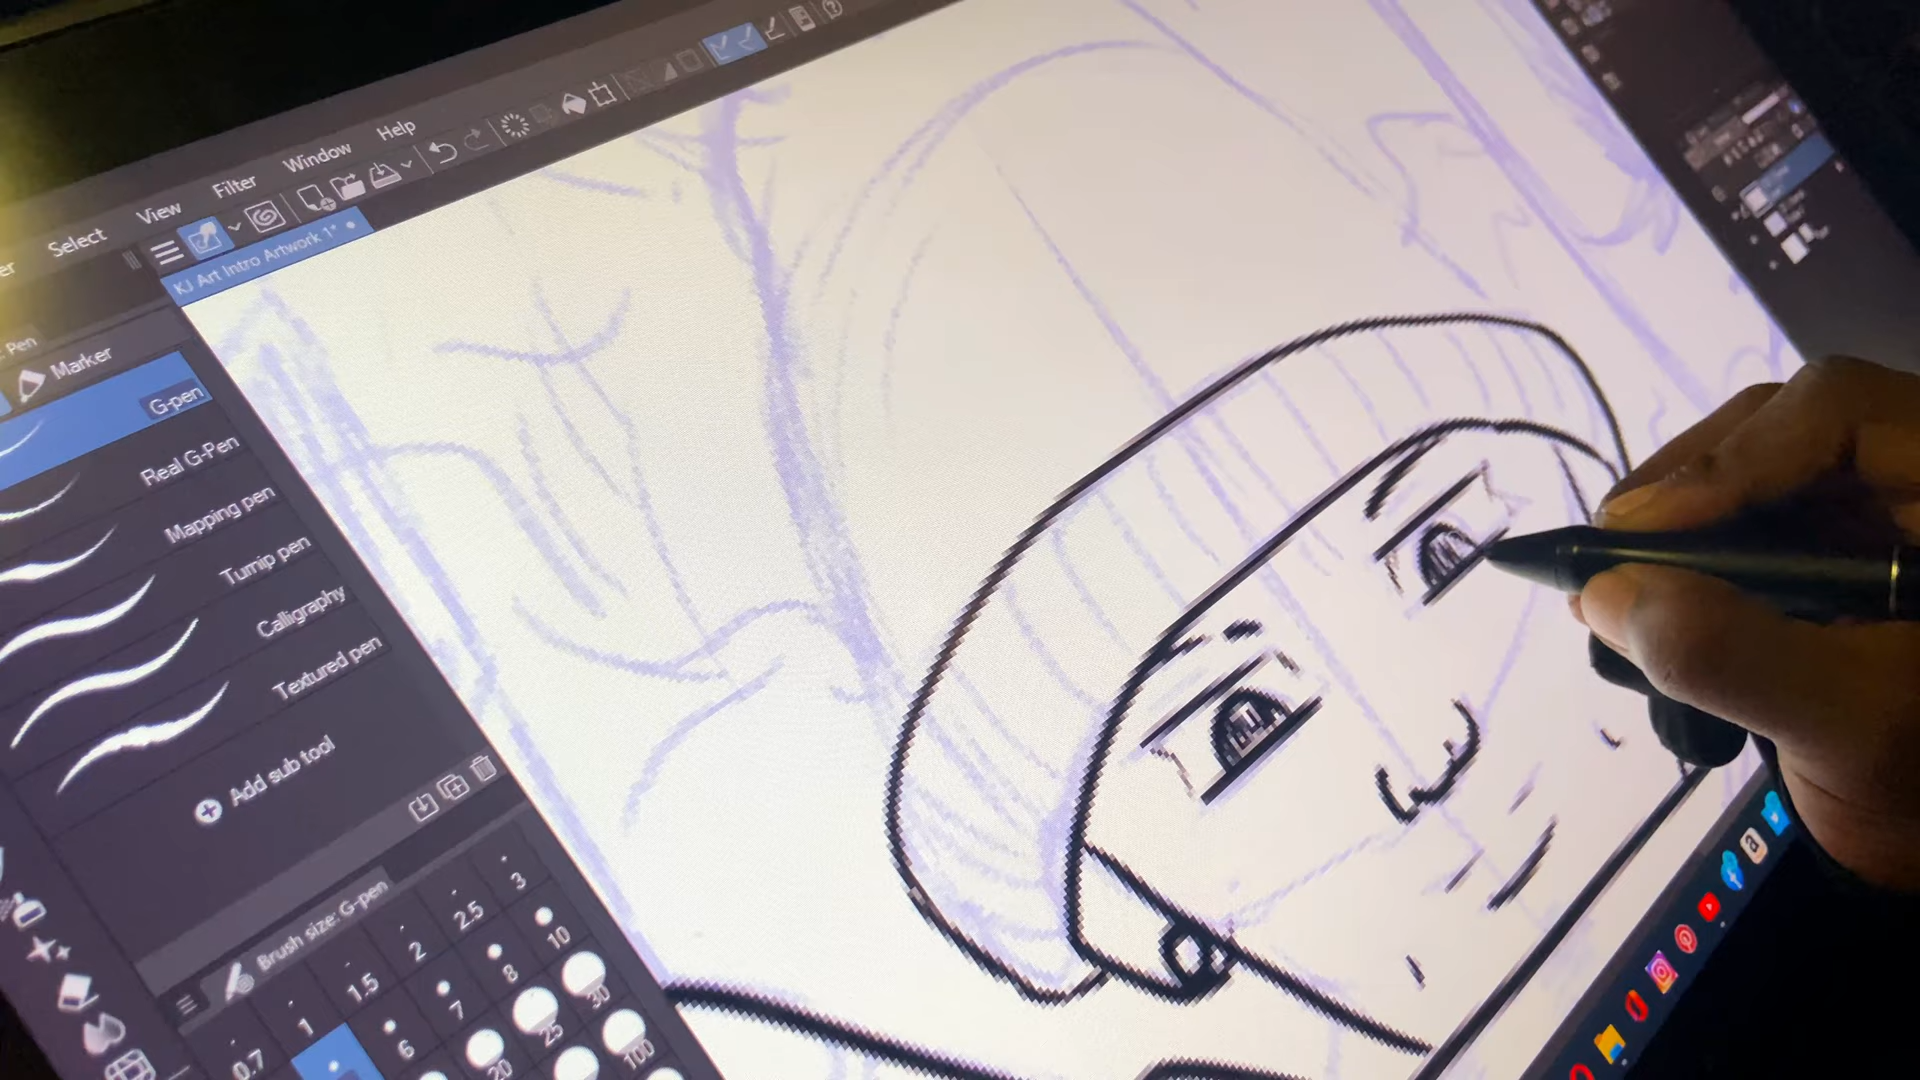 Select View Filter Window Help
KJ Art Intro Artwork 1*
Pen
Marker
G-pen
Real G-Pen
Mapping pen
Turnip pen
Calligraphy
Textured pen
Add sub tool
Brush size: G-pen
0.7 1 1.5 2 2.5 3
6 7 8 10
20 25 30
100